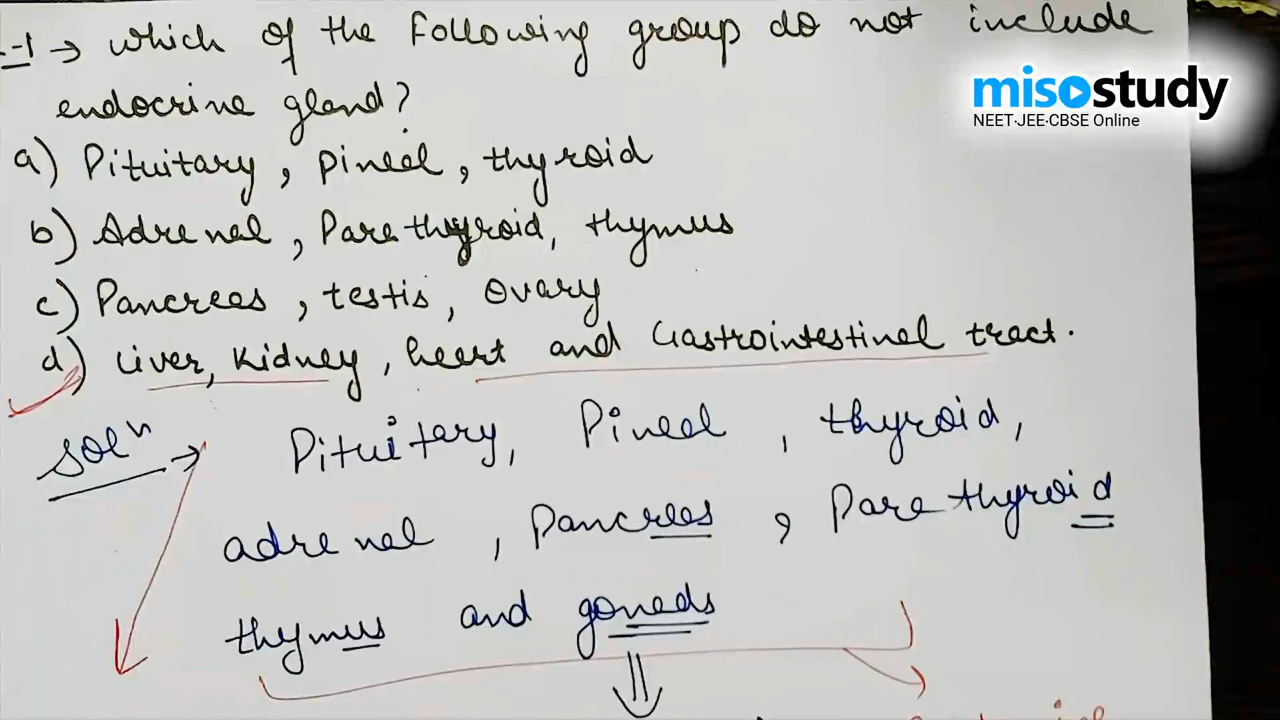 -1 → which of the following group do not include
misostudy
NEET·JEE·CBSE Online
endocrine gland?
a) Pituitary, Pineal, thyroid
b) Adrenal, Parathyroid, thymus
c) Pancreas, testis, Ovary
d) Liver, Kidney, heart and Gastrointestinal tract.
Solⁿ → Pituitary, Pineal, thyroid,
adrenal, Pancreas, Parathyroid
thymus and gonads